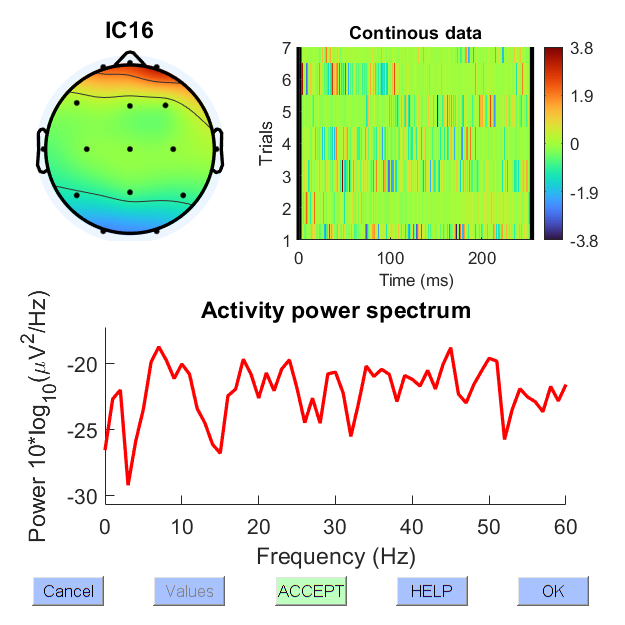 IC16
Continous data
7
6
5
4
3
2
1
Trials
0
100
200
Time (ms)
3.8
1.9
0
-1.9
-3.8
Activity power spectrum
Power 10*log10(μV2/Hz)
-20
-25
-30
0
10
20
30
40
50
60
Frequency (Hz)
Cancel
Values
ACCEPT
HELP
OK